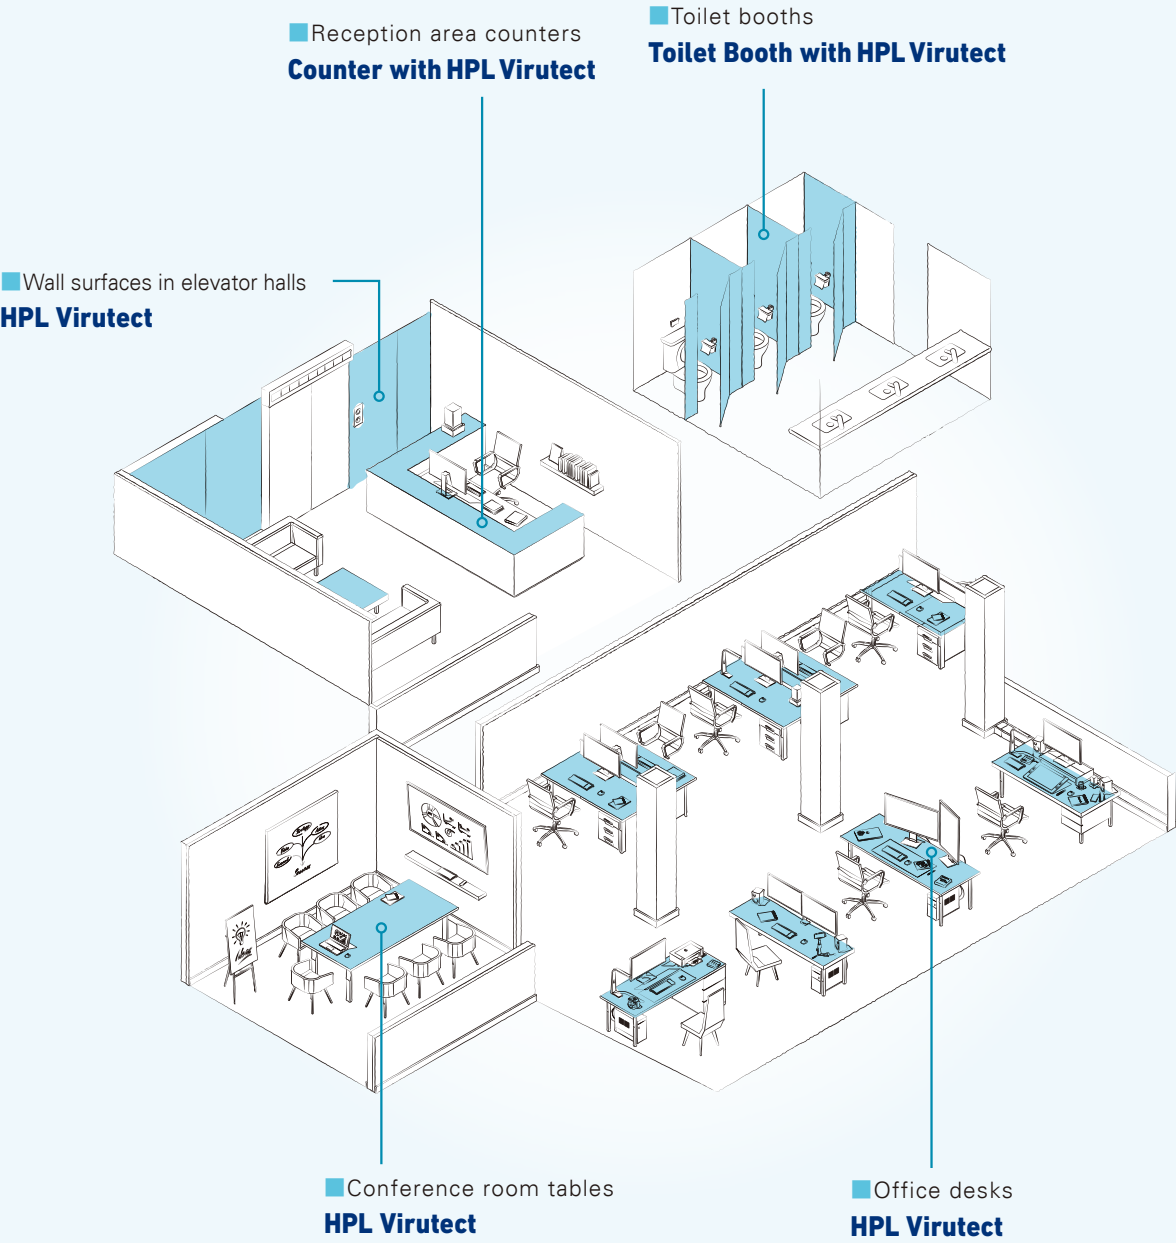 Reception area counters
Counter with HPL Virutect
Toilet booths
Toilet Booth with HPL Virutect
Wall surfaces in elevator halls
HPL Virutect
Conference room tables
HPL Virutect
Office desks
HPL Virutect